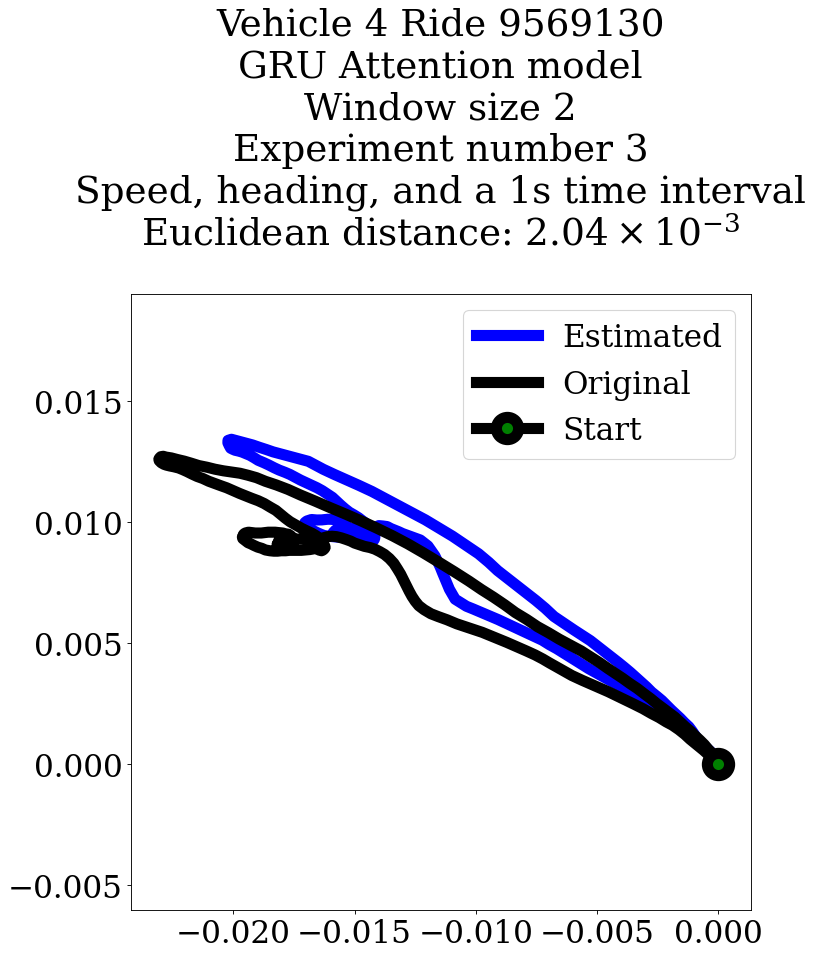 Vehicle 4 Ride 9569130
GRU Attention model
Window size 2
Experiment number 3
Speed, heading, and a 1s time interval
Euclidean distance: 2.04 × 10⁻³
Estimated
Original
Start
0.015
0.010
0.005
0.000
−0.005
−0.020 −0.015 −0.010 −0.005 0.000